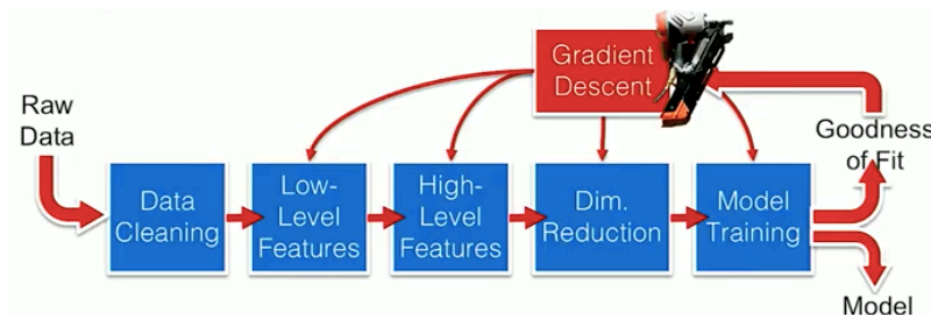 Gradient
Descent
Raw
Data
Goodness
of Fit
Data
Cleaning
Low-
Level
Features
High-
Level
Features
Dim.
Reduction
Model
Training
Model